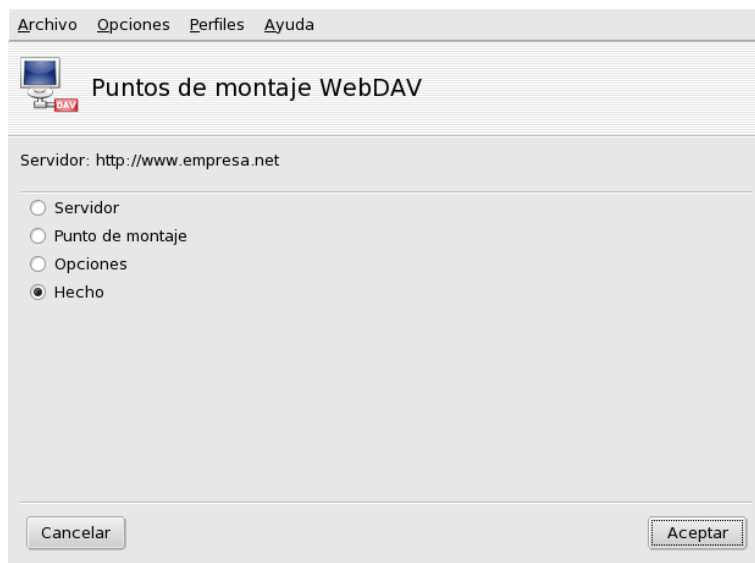 Archivo Opciones Perfiles Ayuda
DAV
Puntos de montaje WebDAV
Servidor: http://www.empresa.net
Servidor
Punto de montaje
Opciones
Hecho
Cancelar Aceptar